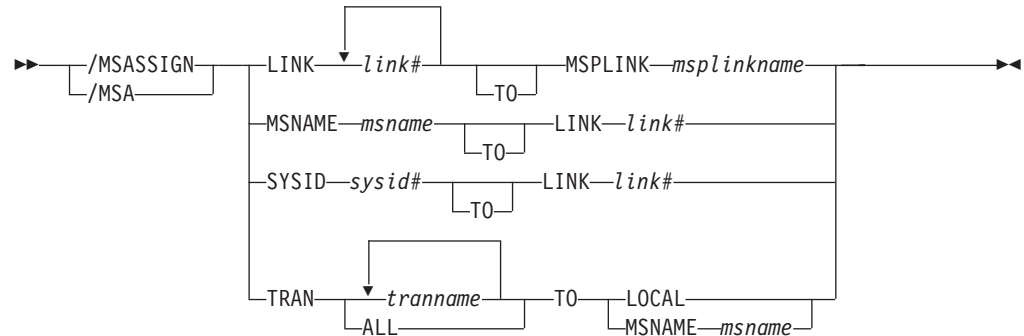 /MSASSIGN LINK link# MSPLINK msplinkname
/MSA TO
MSNAME msname LINK link#
TO
SYSID sysid# LINK link#
TO
TRAN tranname TO LOCAL
ALL MSNAME msname